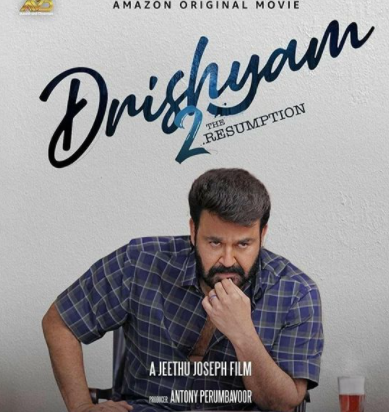 AMAZON ORIGINAL MOVIE
Drishyam
2 THE
RESUMPTION
A JEETHU JOSEPH FILM
PRODUCER ANTONY PERUMBAVOOR